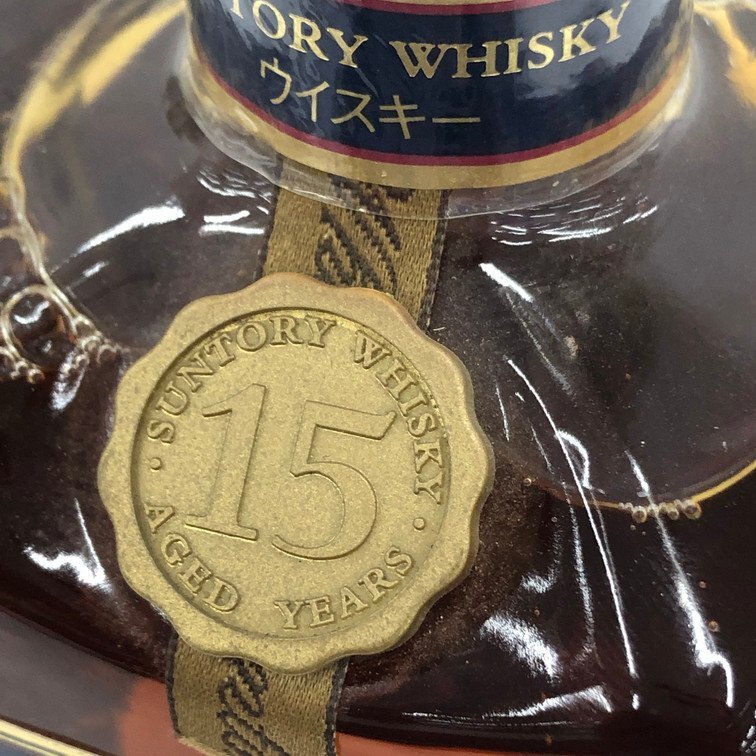 TORY WHISKY
ウイスキー
SUNTORY WHISKY
15
AGED YEARS